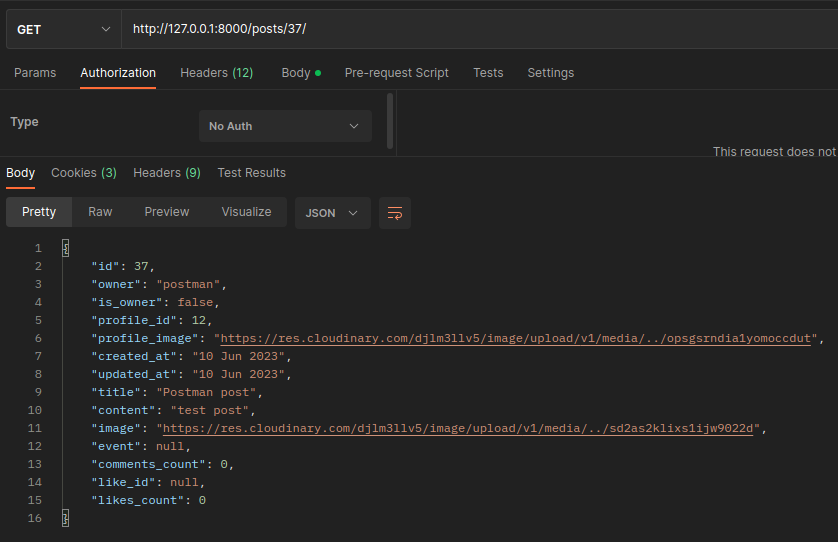 GET http://127.0.0.1:8000/posts/37/
Params Authorization Headers (12) Body Pre-request Script Tests Settings
Type No Auth
This request does not
Body Cookies (3) Headers (9) Test Results
Pretty Raw Preview Visualize JSON
1 {
2 "id": 37,
3 "owner": "postman",
4 "is_owner": false,
5 "profile_id": 12,
6 "profile_image": "https://res.cloudinary.com/djlm3llv5/image/upload/v1/media/../opsgsrndia1yomoccdut",
7 "created_at": "10 Jun 2023",
8 "updated_at": "10 Jun 2023",
9 "title": "Postman post",
10 "content": "test post",
11 "image": "https://res.cloudinary.com/djlm3llv5/image/upload/v1/media/../sd2as2klixs1ijw9022d",
12 "event": null,
13 "comments_count": 0,
14 "like_id": null,
15 "likes_count": 0
16 }